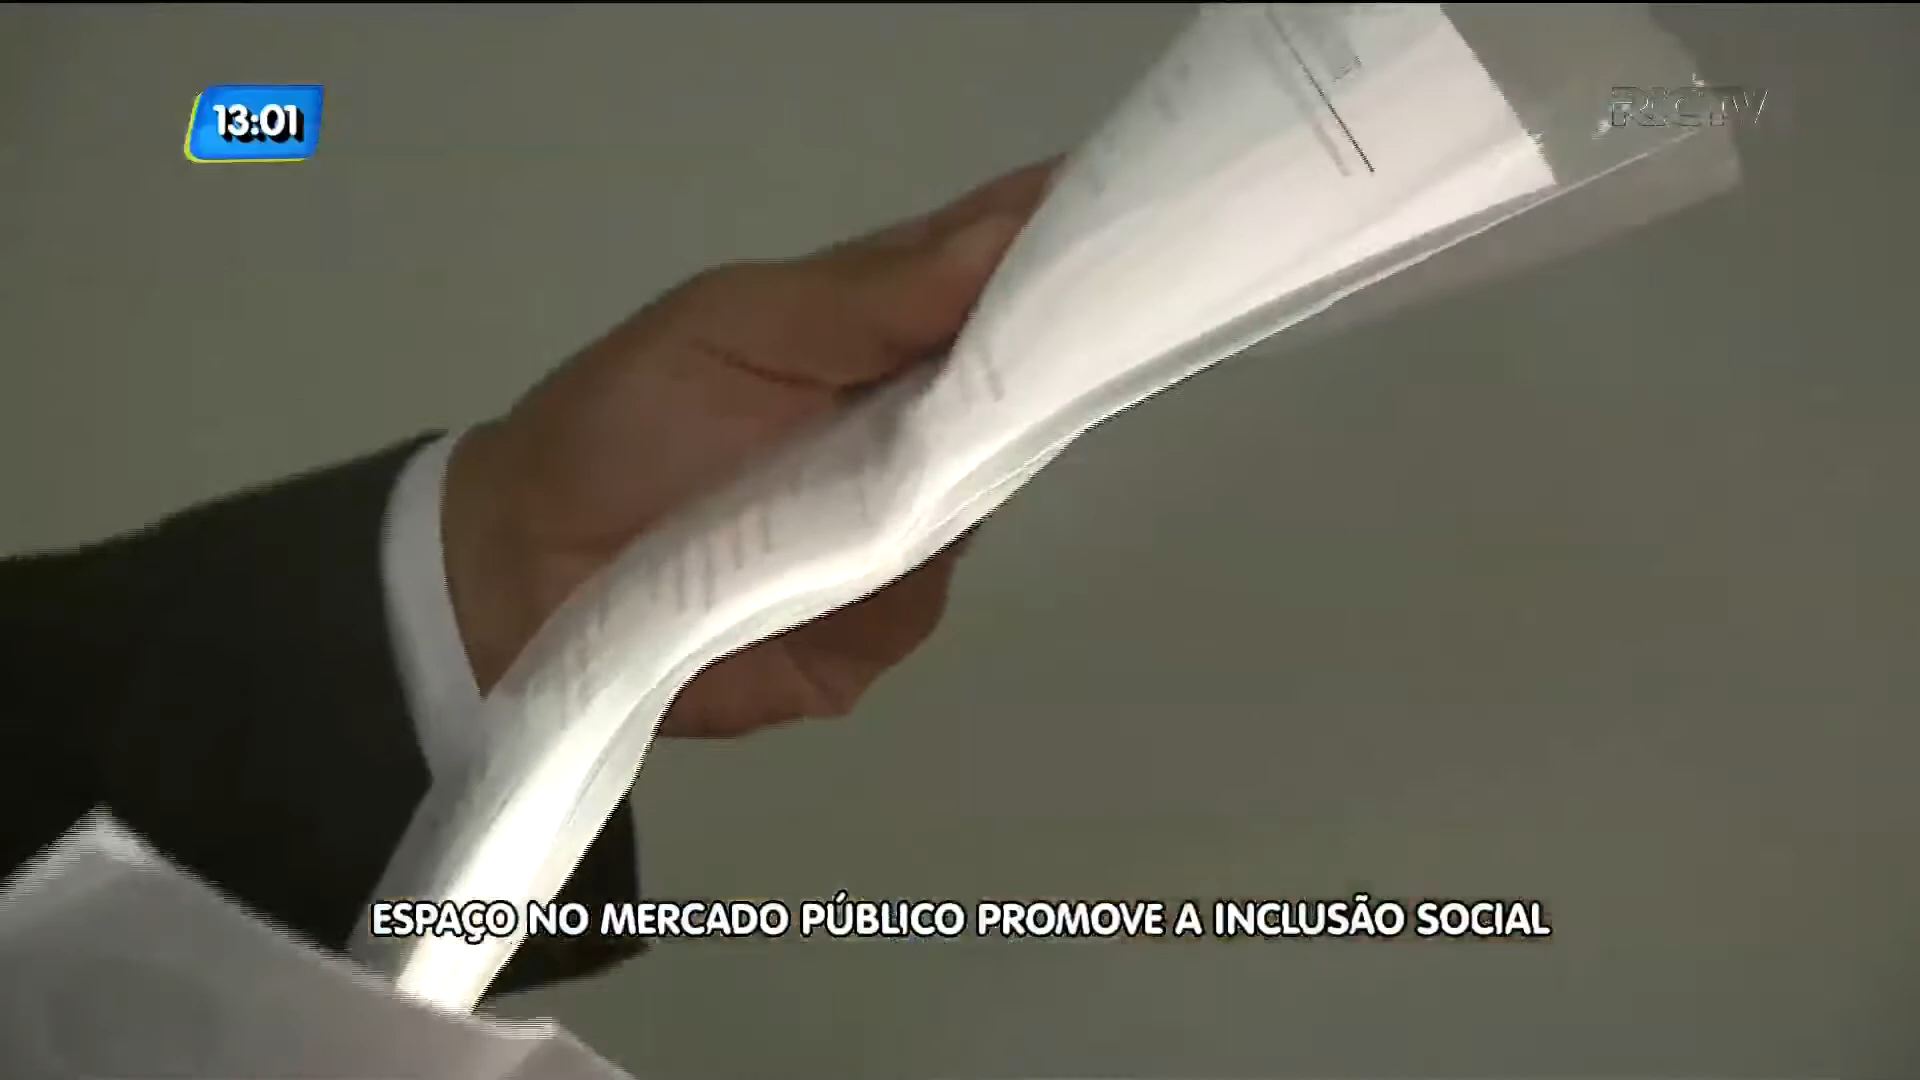 13:01
RICTV
ESPAÇO NO MERCADO PÚBLICO PROMOVE A INCLUSÃO SOCIAL